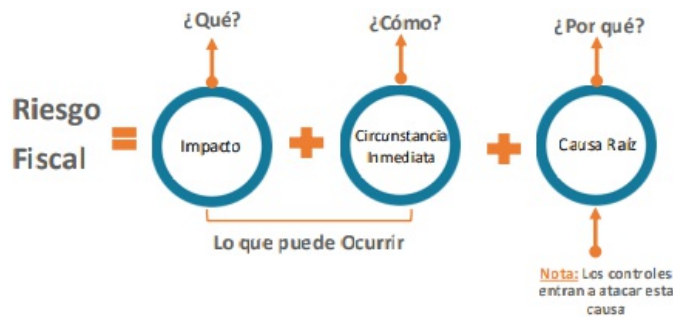 ¿Qué?
¿Cómo?
¿Por qué?
Riesgo
Fiscal
=
Impacto
+
Circunstancia
Inmediata
+
Causa Raíz
Lo que puede Ocurrir
Nota: Los controles
entran a atacar esta
causa